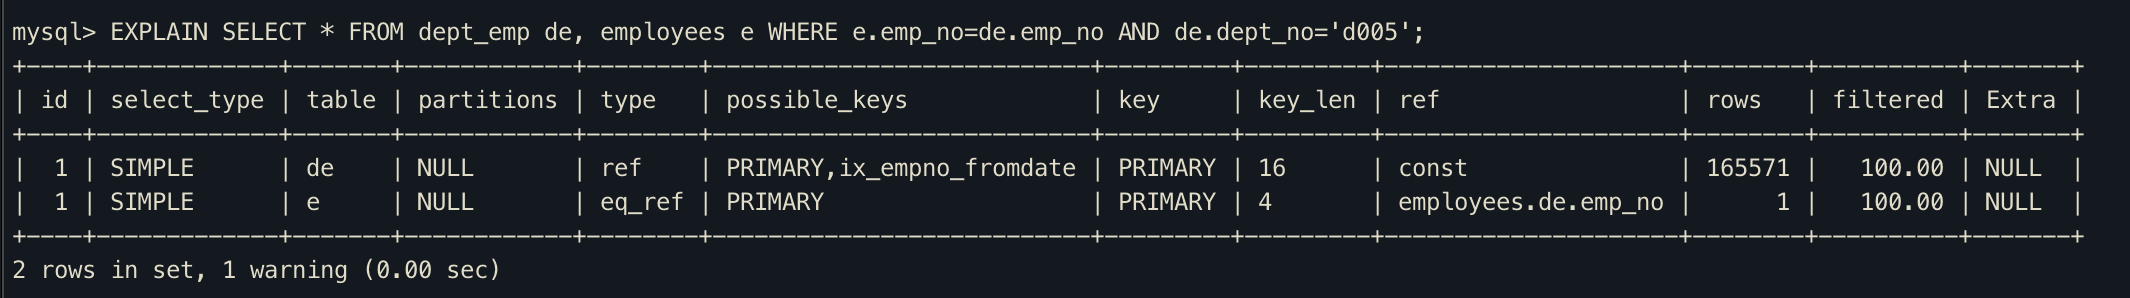 mysql> EXPLAIN SELECT * FROM dept_emp de, employees e WHERE e.emp_no=de.emp_no AND de.dept_no='d005';
+----+-------------+-------+------------+--------+---------------------------+---------+---------+---------------------+--------+----------+-------+
| id | select_type | table | partitions | type   | possible_keys             | key     | key_len | ref                 | rows   | filtered | Extra |
+----+-------------+-------+------------+--------+---------------------------+---------+---------+---------------------+--------+----------+-------+
|  1 | SIMPLE      | de    | NULL       | ref    | PRIMARY,ix_empno_fromdate | PRIMARY | 16      | const               | 165571 |   100.00 | NULL  |
|  1 | SIMPLE      | e     | NULL       | eq_ref | PRIMARY                   | PRIMARY | 4       | employees.de.emp_no |      1 |   100.00 | NULL  |
+----+-------------+-------+------------+--------+---------------------------+---------+---------+---------------------+--------+----------+-------+
2 rows in set, 1 warning (0.00 sec)